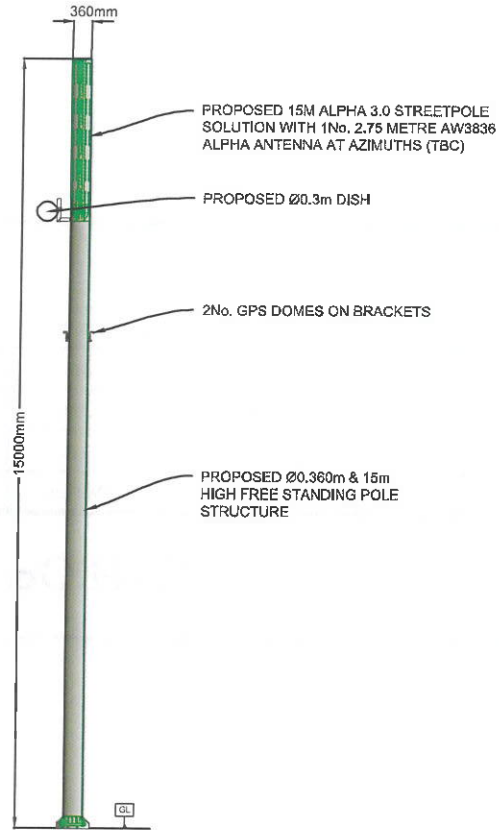 360mm
PROPOSED 15M ALPHA 3.0 STREETPOLE
SOLUTION WITH 1No. 2.75 METRE AW3836
ALPHA ANTENNA AT AZIMUTHS (TBC)
PROPOSED Ø0.3m DISH
2No. GPS DOMES ON BRACKETS
15000mm
PROPOSED Ø0.360m & 15m
HIGH FREE STANDING POLE
STRUCTURE
GL